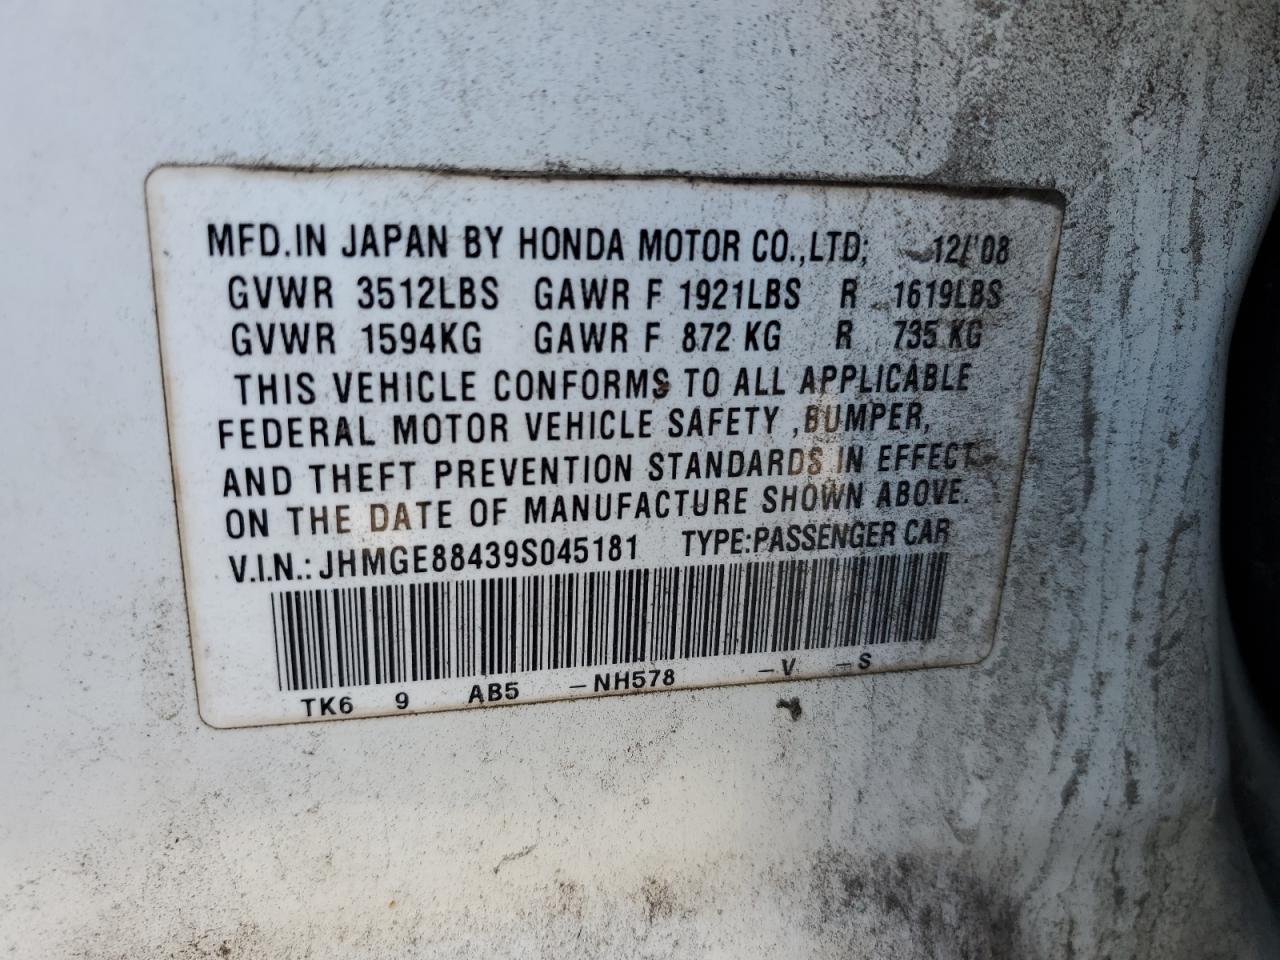 MFD.IN JAPAN BY HONDA MOTOR CO.,LTD; 12/'08
GVWR 3512LBS GAWR F 1921LBS R 1619LBS
GVWR 1594KG GAWR F 872 KG R 735 KG
THIS VEHICLE CONFORMS TO ALL APPLICABLE
FEDERAL MOTOR VEHICLE SAFETY ,BUMPER,
AND THEFT PREVENTION STANDARDS IN EFFECT
ON THE DATE OF MANUFACTURE SHOWN ABOVE.
V.I.N.: JHMGE88439S045181 TYPE:PASSENGER CAR
TK6 9 AB5 –NH578 –V –S